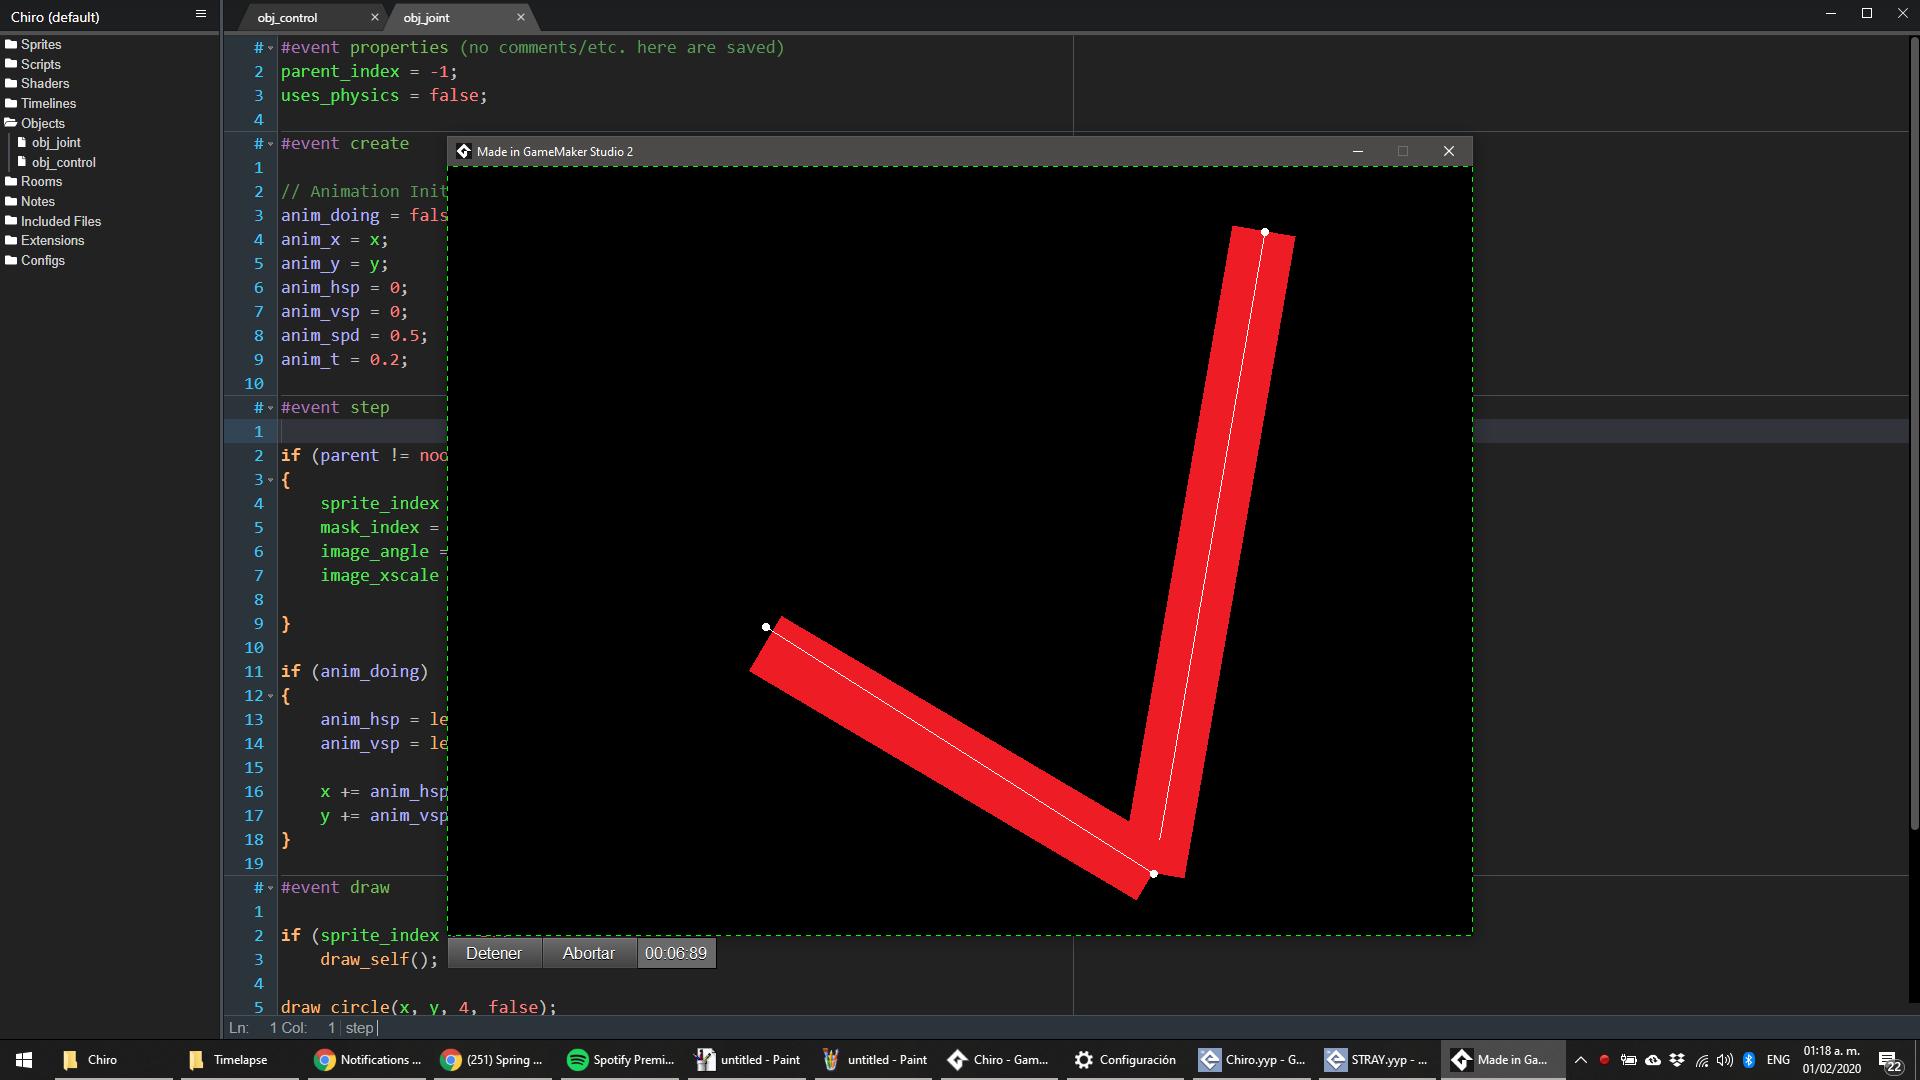 Chiro (default)
obj_control
obj_joint
Sprites
Scripts
Shaders
Timelines
Objects
obj_joint
obj_control
Rooms
Notes
Included Files
Extensions
Configs
# #event properties (no comments/etc. here are saved)
2 parent_index = -1;
3 uses_physics = false;
4
# #event create
1
2 // Animation Init
3 anim_doing = fals
4 anim_x = x;
5 anim_y = y;
6 anim_hsp = 0;
7 anim_vsp = 0;
8 anim_spd = 0.5;
9 anim_t = 0.2;
10
# #event step
1
2 if (parent != noo
3 {
4 sprite_index
5 mask_index =
6 image_angle =
7 image_xscale
8
9 }
10
11 if (anim_doing)
12 {
13 anim_hsp = le
14 anim_vsp = le
15
16 x += anim_hsp
17 y += anim_vsp
18 }
19
# #event draw
1
2 if (sprite_index
3 draw_self();
4
5 draw_circle(x, y, 4, false);
Made in GameMaker Studio 2
Detener
Abortar
00:06:89
Ln: 1 Col: 1 step
Chiro
Timelapse
Notifications ...
(251) Spring ...
Spotify Premi...
untitled - Paint
untitled - Paint
Chiro - Gam...
Configuración
Chiro.yyp - G...
STRAY.yyp - ...
Made in Ga...
ENG
01:18 a. m.
01/02/2020
22